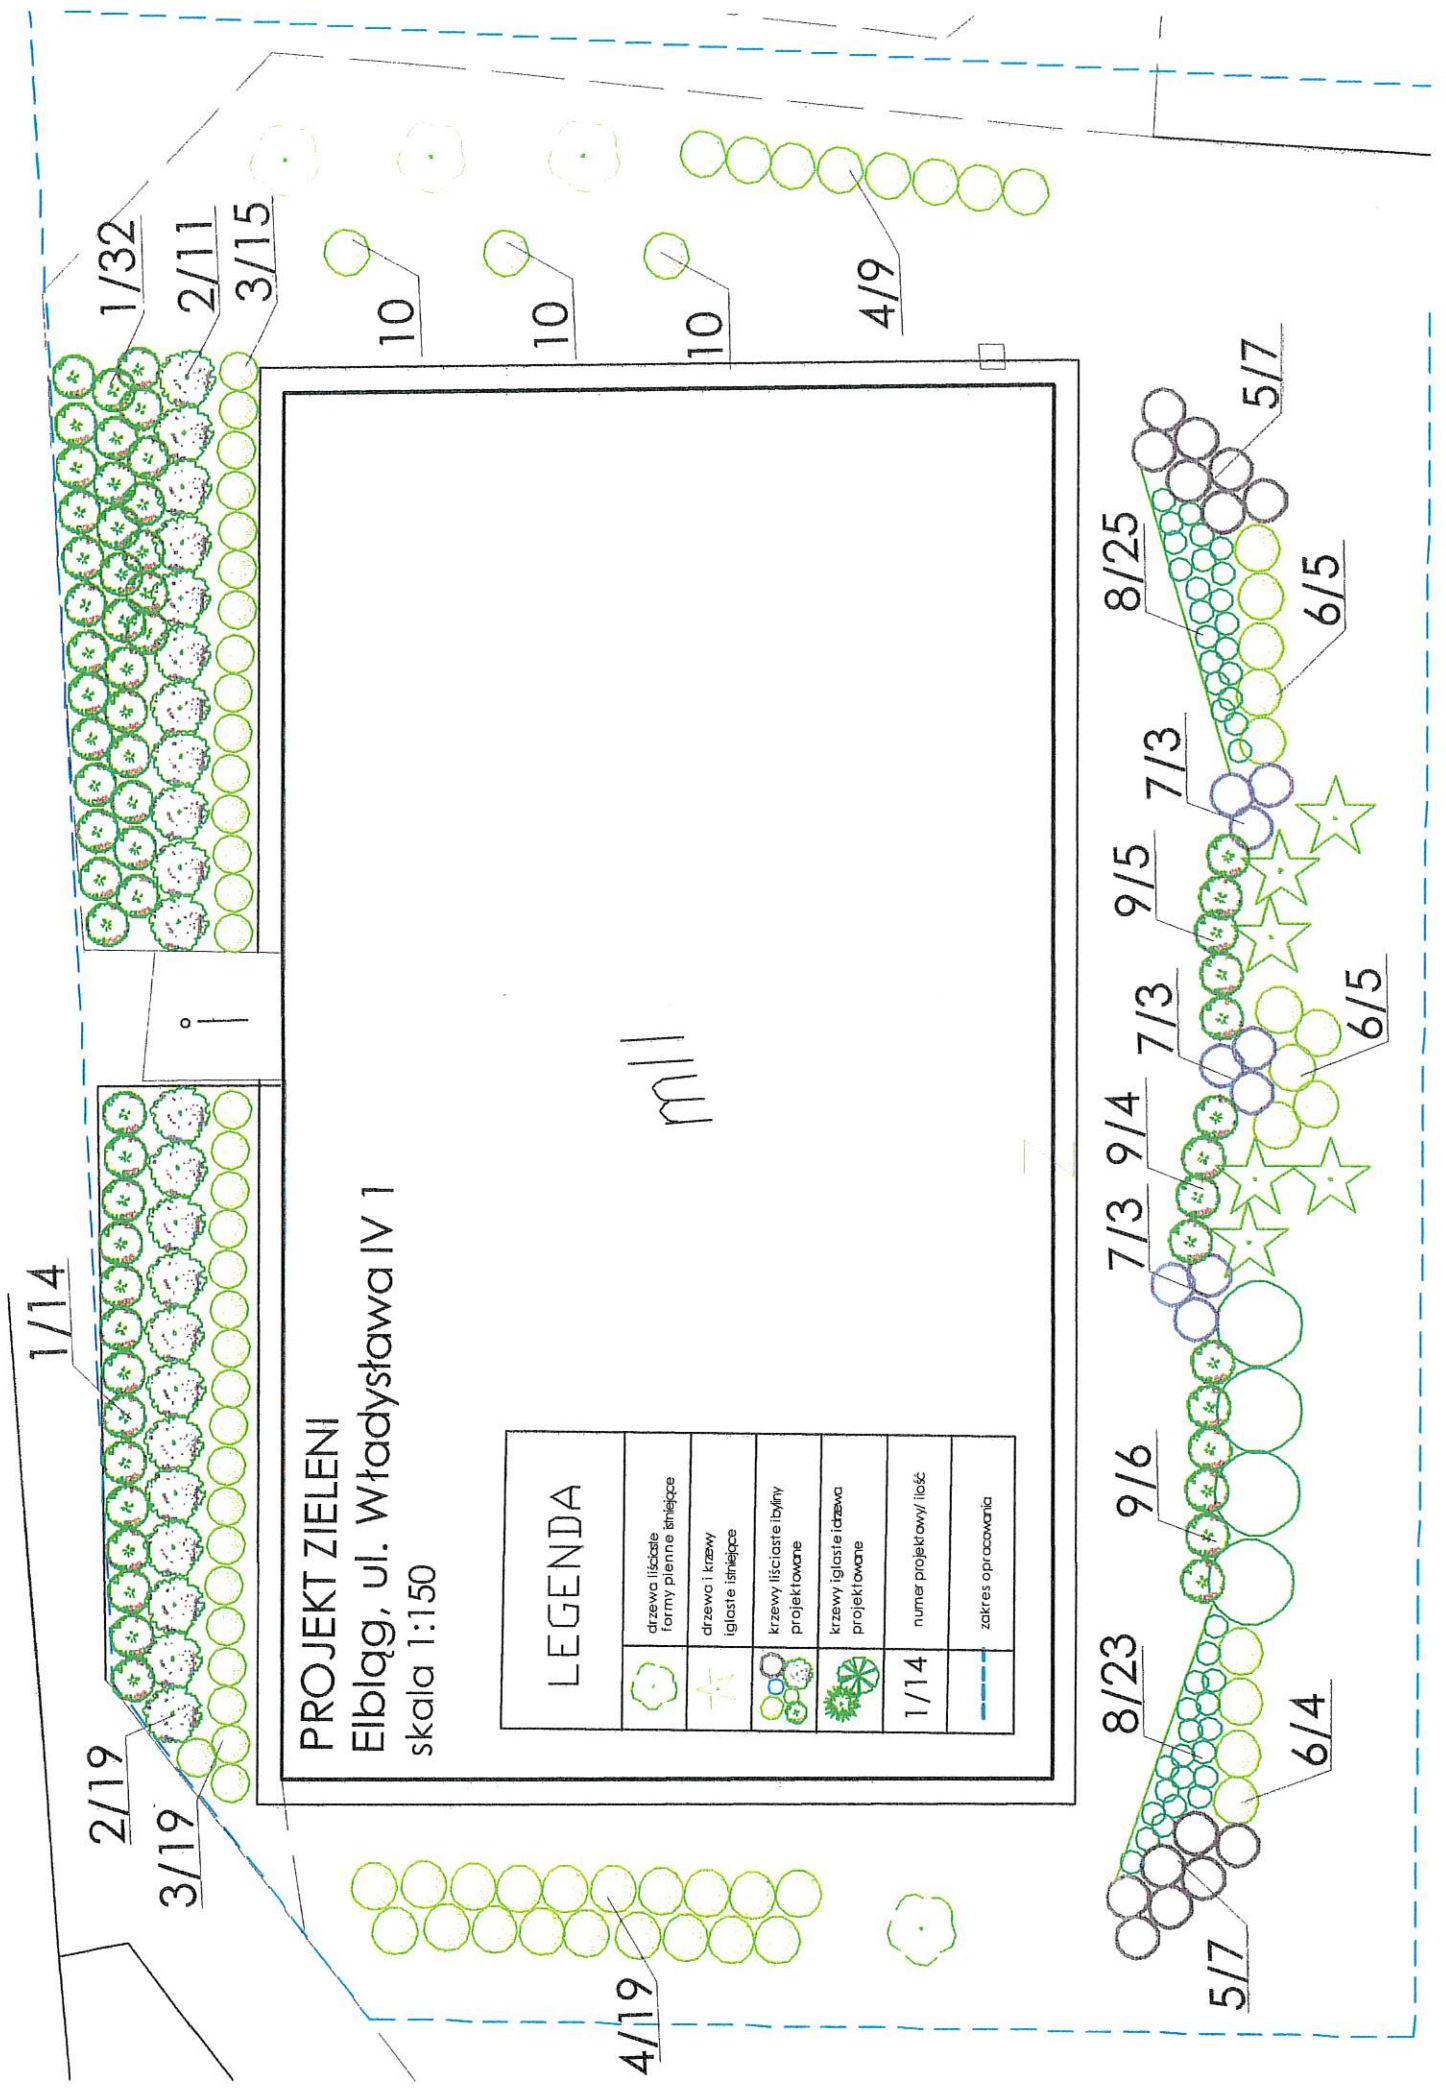 PROJEKT ZIELENI
Elbląg, ul. Władysława IV 1
skala 1:150
LEGENDA
drzewa liściaste
formy pienne istniejące
drzewa i krzewy
iglaste istniejące
krzewy liściaste i byliny
projektowane
krzewy iglaste i drzewa
projektowane
1/14
numer projektowy/ ilość
zakres opracowania
mII
2/19
3/19
1/14
1/32
2/11
3/15
10
10
10
4/9
4/19
5/7
8/23
6/4
9/6
7/3
9/4
7/3
6/5
9/5
7/3
8/25
6/5
5/7